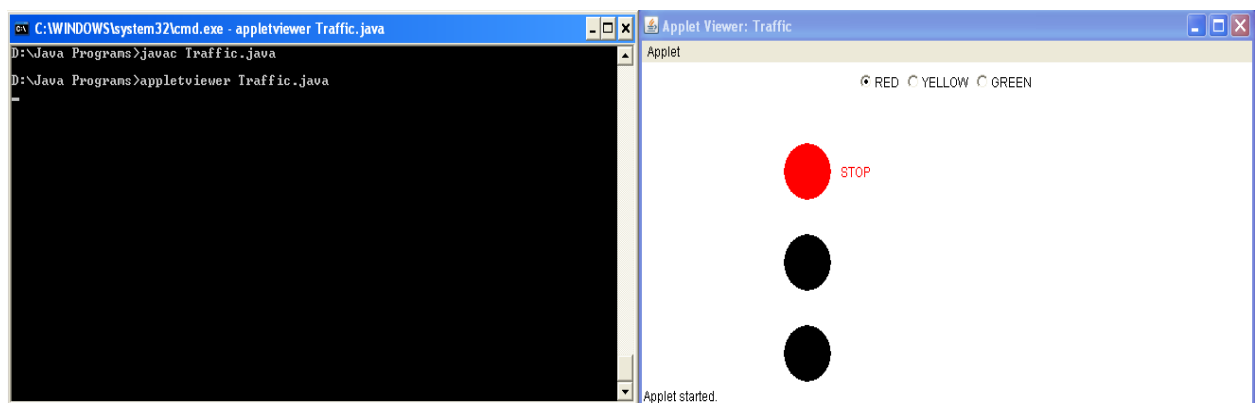 C:\WINDOWS\system32\cmd.exe - appletviewer Traffic.java
D:\Java Programs>javac Traffic.java
D:\Java Programs>appletviewer Traffic.java
Applet Viewer: Traffic
Applet
RED YELLOW GREEN
STOP
Applet started.